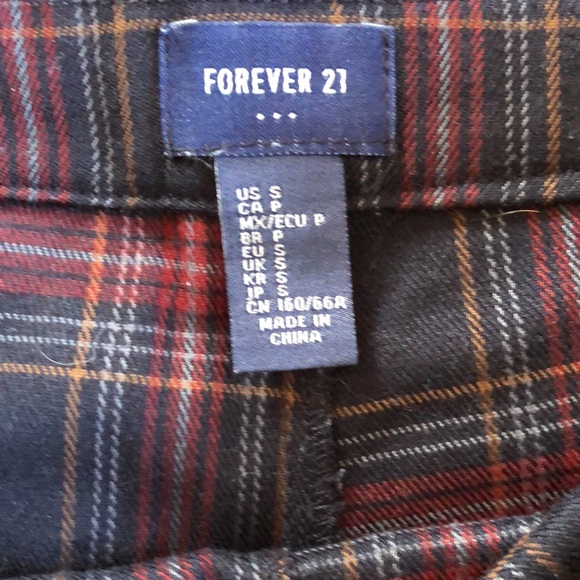 FOREVER 21
...
US S
CA P
MX/ECU P
BR P
EU S
UK S
KR S
JP S
CN 160/66A
MADE IN
CHINA